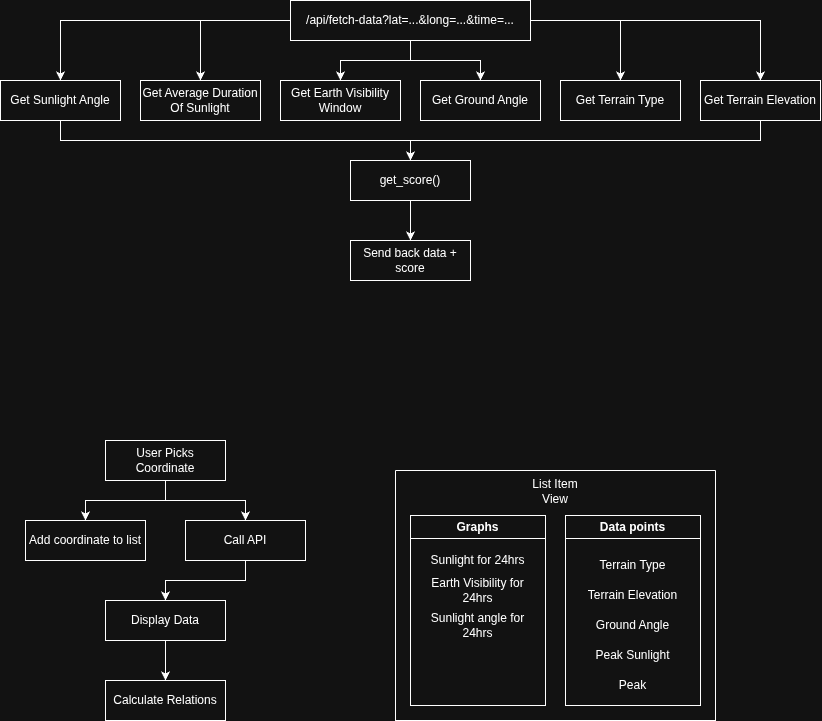 /api/fetch-data?lat=...&long=...&time=...
Get Sunlight Angle
Get Average Duration
Of Sunlight
Get Earth Visibility
Window
Get Ground Angle
Get Terrain Type
Get Terrain Elevation
get_score()
Send back data +
score
User Picks
Coordinate
Add coordinate to list
Call API
Display Data
Calculate Relations
List Item
View
Graphs
Sunlight for 24hrs
Earth Visibility for
24hrs
Sunlight angle for
24hrs
Data points
Terrain Type
Terrain Elevation
Ground Angle
Peak Sunlight
Peak